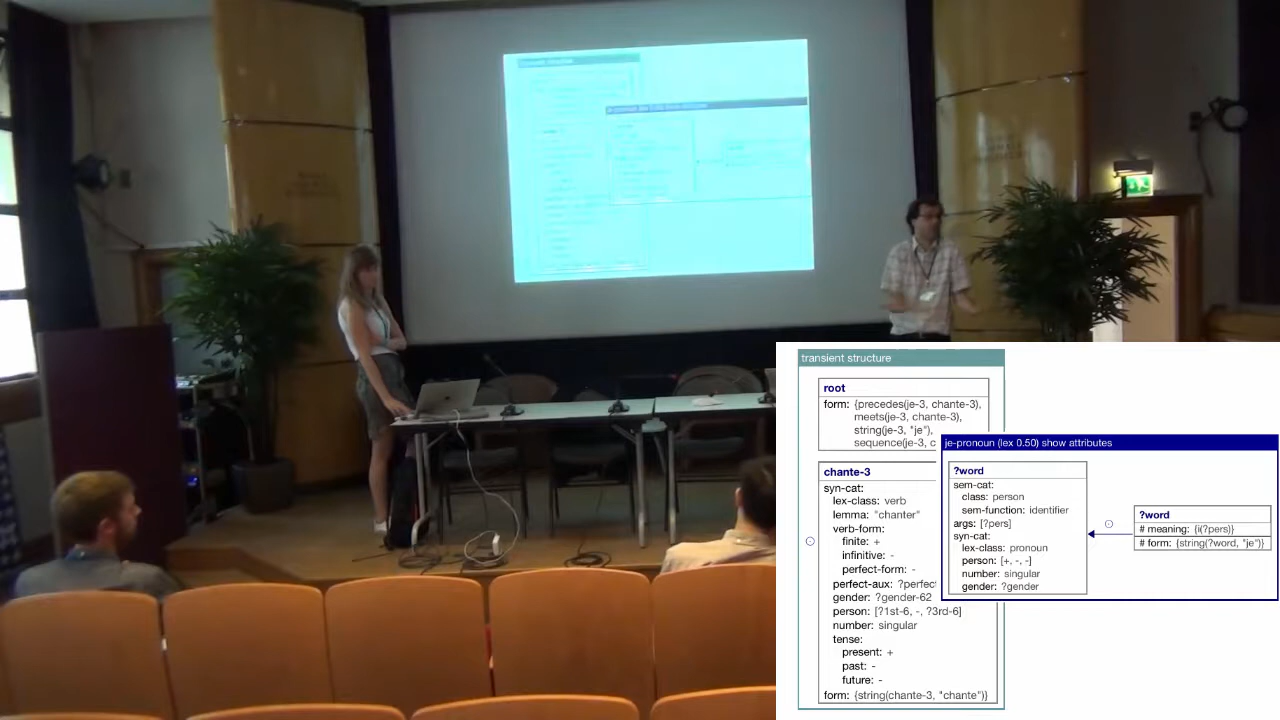 transient structure
root
form: {precedes(je-3, chante-3),
meets(je-3, chante-3),
string(je-3, "je"),
sequence(je-3, c
chante-3
syn-cat:
lex-class: verb
lemma: "chanter"
verb-form:
finite: +
infinitive: -
perfect-form: -
perfect-aux: ?perfect
gender: ?gender-62
person: [?1st-6, -, ?3rd-6]
number: singular
tense:
present: +
past: -
future: -
form: {string(chante-3, "chante")}
je-pronoun (lex 0.50) show attributes
?word
sem-cat:
class: person
sem-function: identifier
args: [?pers]
syn-cat:
lex-class: pronoun
person: [+, -, -]
number: singular
gender: ?gender
?word
# meaning: {i(?pers)}
# form: {string(?word, "je")}